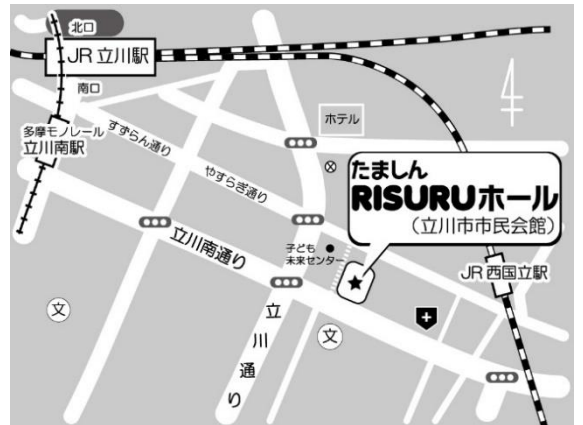 北口
JR 立川駅
南口
多摩モノレール
立川南駅
すずらん通り
やすらぎ通り
ホテル
たましん
RISURUホール
(立川市市民会館)
立川南通り
子ども
未来センター
JR 西国立駅
立川通り
文
文